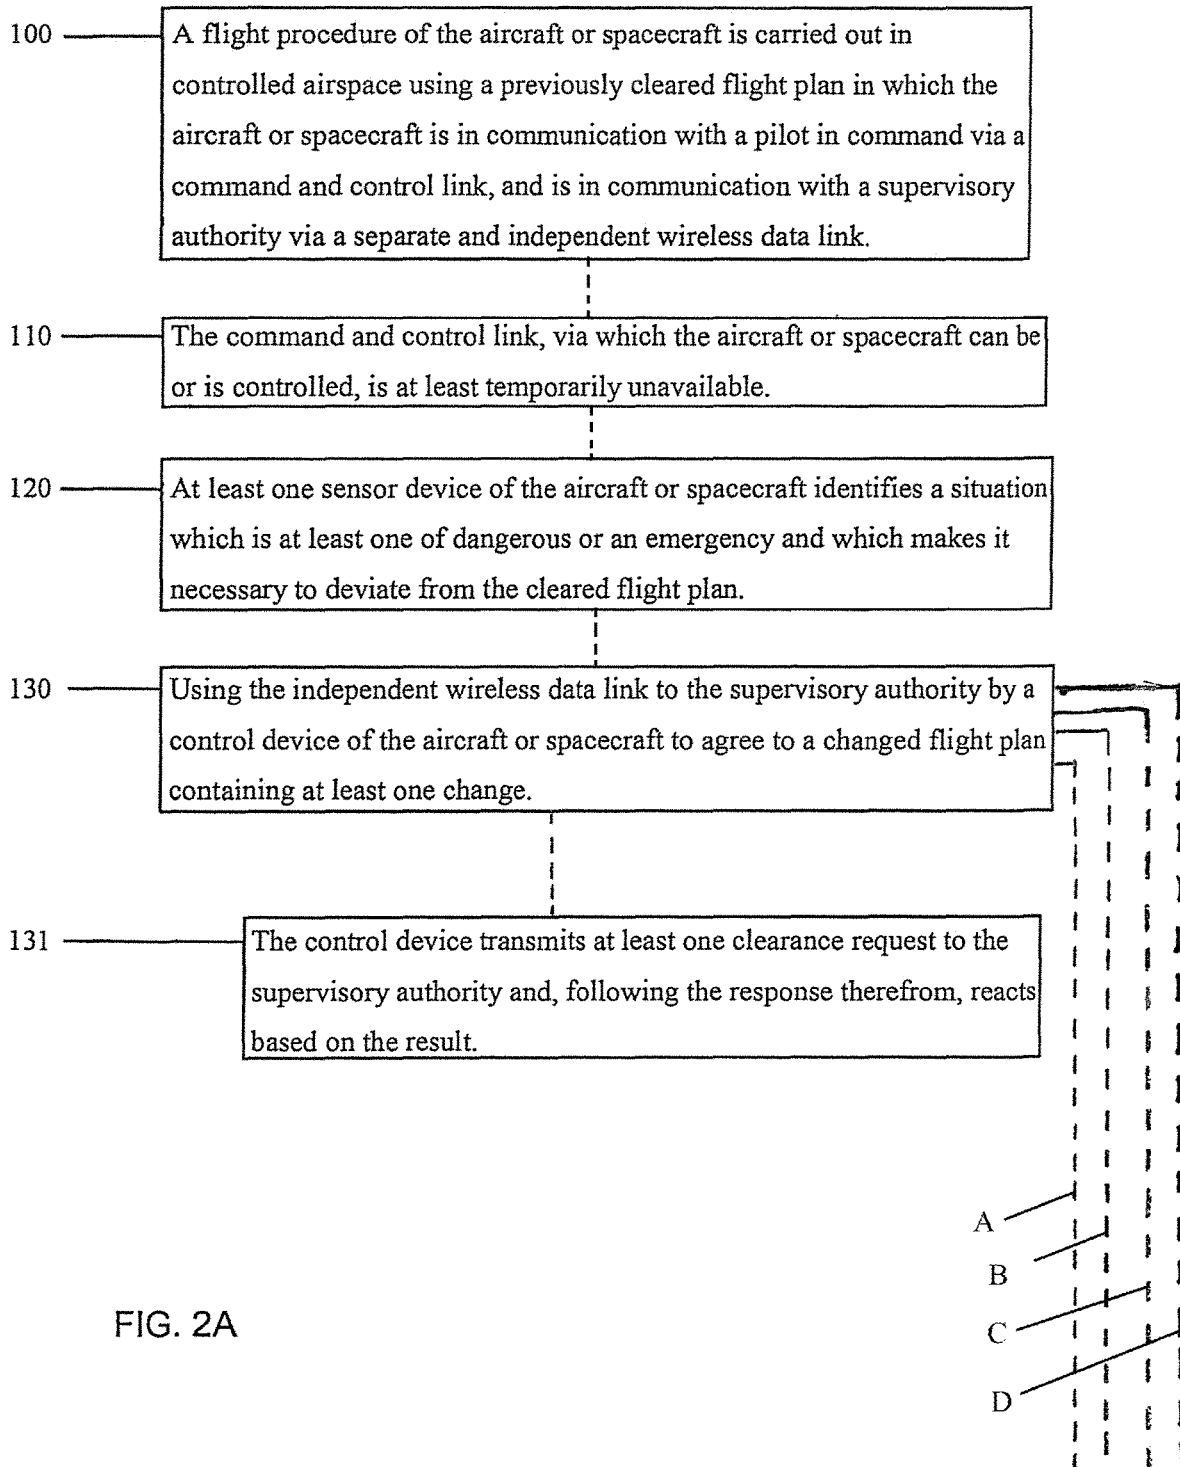 100 A flight procedure of the aircraft or spacecraft is carried out in
controlled airspace using a previously cleared flight plan in which the
aircraft or spacecraft is in communication with a pilot in command via a
command and control link, and is in communication with a supervisory
authority via a separate and independent wireless data link.
110 The command and control link, via which the aircraft or spacecraft can be
or is controlled, is at least temporarily unavailable.
120 At least one sensor device of the aircraft or spacecraft identifies a situation
which is at least one of dangerous or an emergency and which makes it
necessary to deviate from the cleared flight plan.
130 Using the independent wireless data link to the supervisory authority by a
control device of the aircraft or spacecraft to agree to a changed flight plan
containing at least one change.
131 The control device transmits at least one clearance request to the
supervisory authority and, following the response therefrom, reacts
based on the result.
A
B
C
D
FIG. 2A